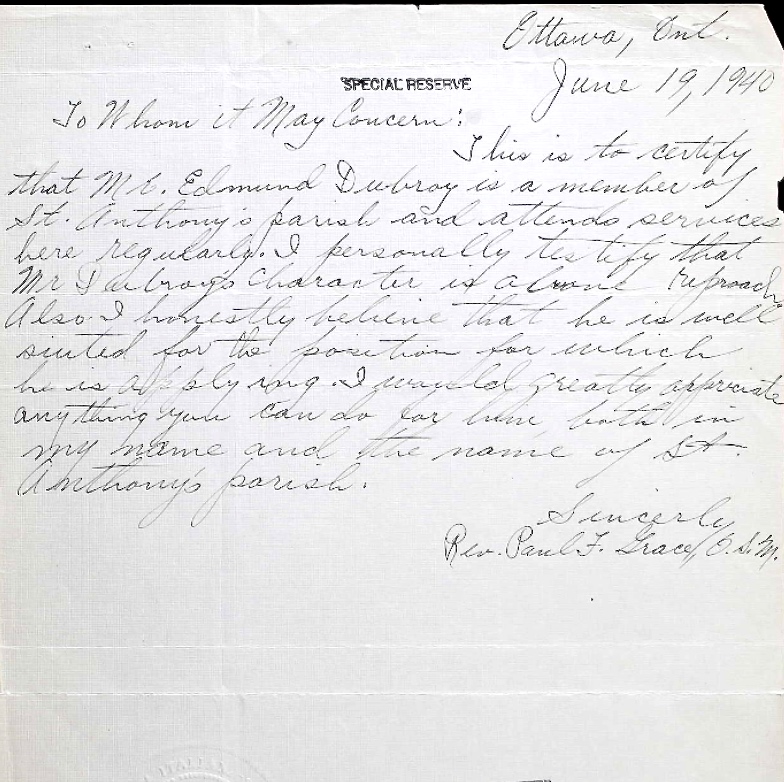 Ottawa, Ont.
June 19, 1940
SPECIAL RESERVE
To Whom it May Concern:
This is to certify
that Mr. Edmund Dubroy is a member of
St. Anthony's parish and attends services
here regularly. I personally testify that
Mr Dubroy's character is above reproach.
Also I honestly believe that he is well
siuted for the position for which
he is applying. I would greatly appriciate
anything you can do for him both in
my name and the name of St.
Anthony's parish.
Sincerly
Rev. Paul F. Grace, O.S.M.